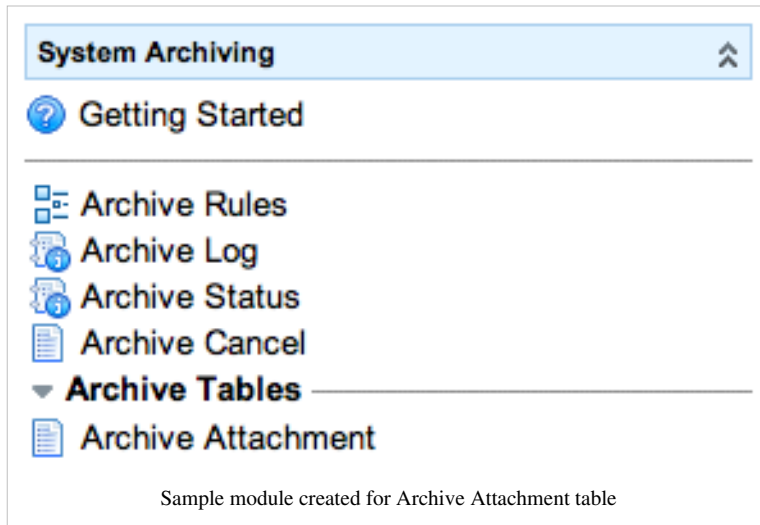 System Archiving
Getting Started
Archive Rules
Archive Log
Archive Status
Archive Cancel
Archive Tables
Archive Attachment
Sample module created for Archive Attachment table